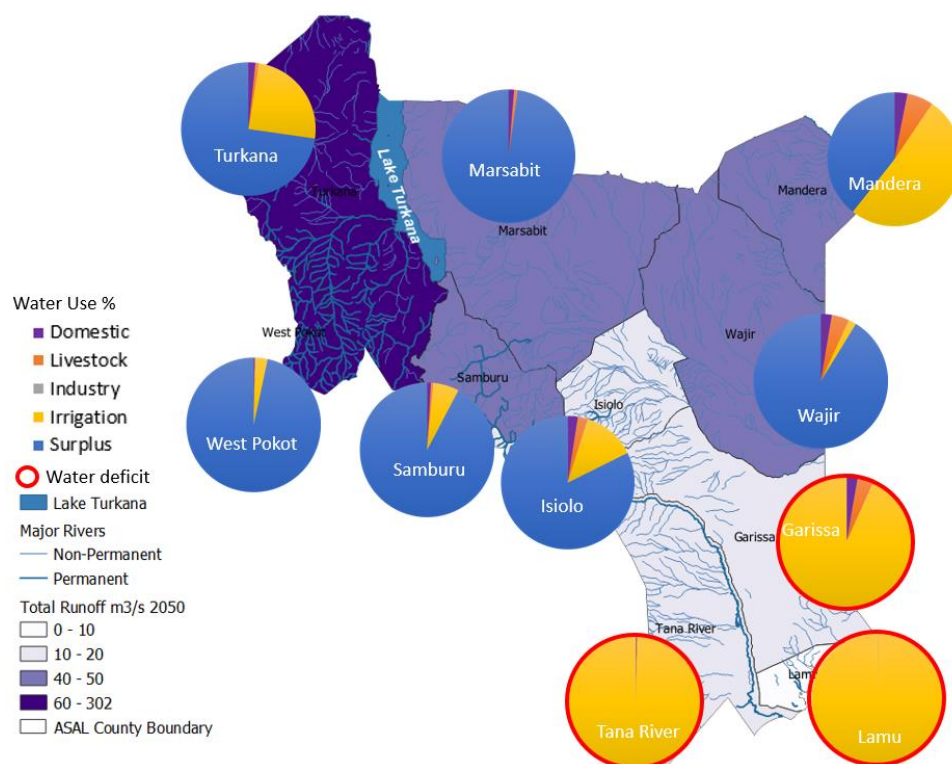 Turkana
Marsabit
Mandera
Lake Turkana
Turkana
Mandera
Marsabit
Water Use %
Domestic
Livestock
Industry
Irrigation
Surplus
Water deficit
Lake Turkana
Major Rivers
Non-Permanent
Permanent
Total Runoff m3/s 2050
0 - 10
10 - 20
40 - 50
60 - 302
ASAL County Boundary
West Pokot
Wajir
Samburu
Isiolo
Wajir
West Pokot
Samburu
Isiolo
Garissa
Garissa
Tana River
Tana River
Lamu